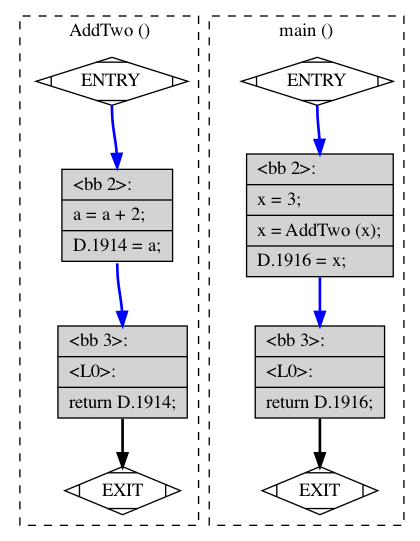 AddTwo ()
ENTRY
<bb 2>:
a = a + 2;
D.1914 = a;
<bb 3>:
<L0>:
return D.1914;
EXIT
main ()
ENTRY
<bb 2>:
x = 3;
x = AddTwo (x);
D.1916 = x;
<bb 3>:
<L0>:
return D.1916;
EXIT